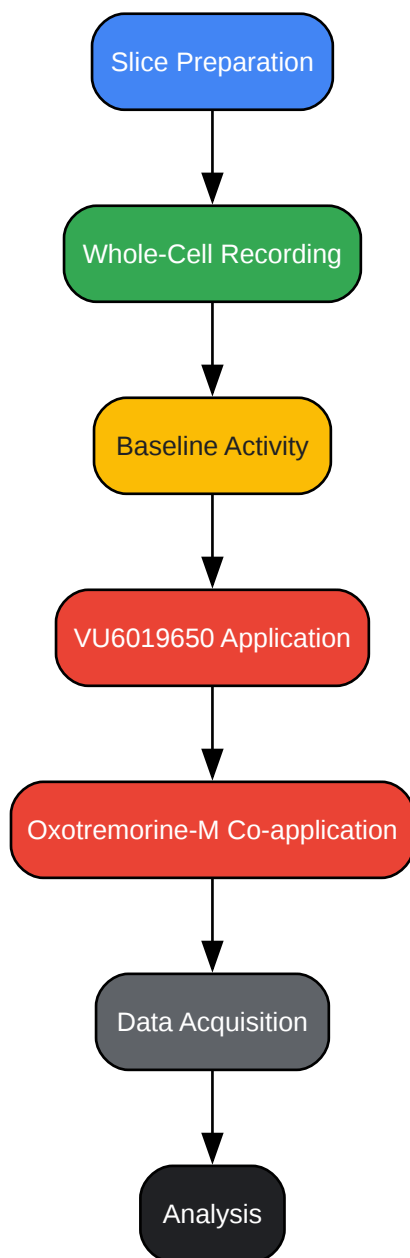 Slice Preparation
Whole-Cell Recording
Baseline Activity
VU6019650 Application
Oxotremorine-M Co-application
Data Acquisition
Analysis